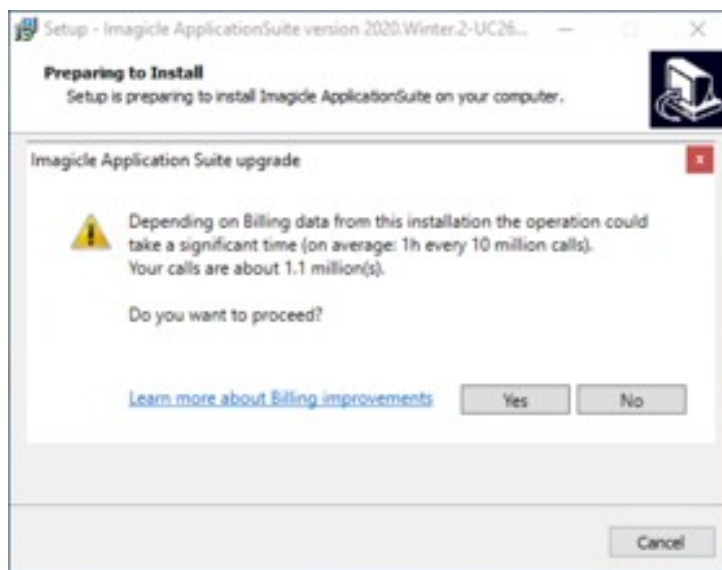 Setup - Imagicle ApplicationSuite version 2020.Winter.2-UC26...
Preparing to Install
Setup is preparing to install Imagicle ApplicationSuite on your computer.
Imagicle Application Suite upgrade
Depending on Billing data from this installation the operation could
take a significant time (on average: 1h every 10 million calls).
Your calls are about 1.1 million(s).
Do you want to proceed?
Learn more about Billing improvements
Yes
No
Cancel